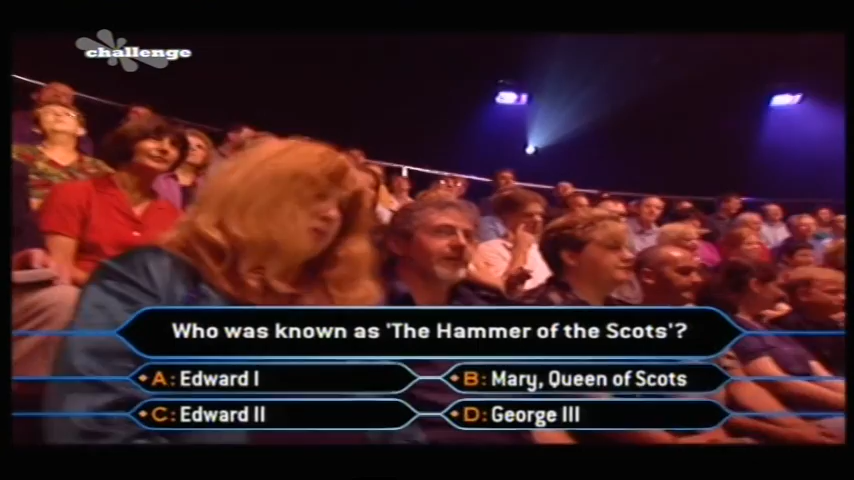 challenge
Who was known as 'The Hammer of the Scots'?
A: Edward I
B: Mary, Queen of Scots
C: Edward II
D: George III